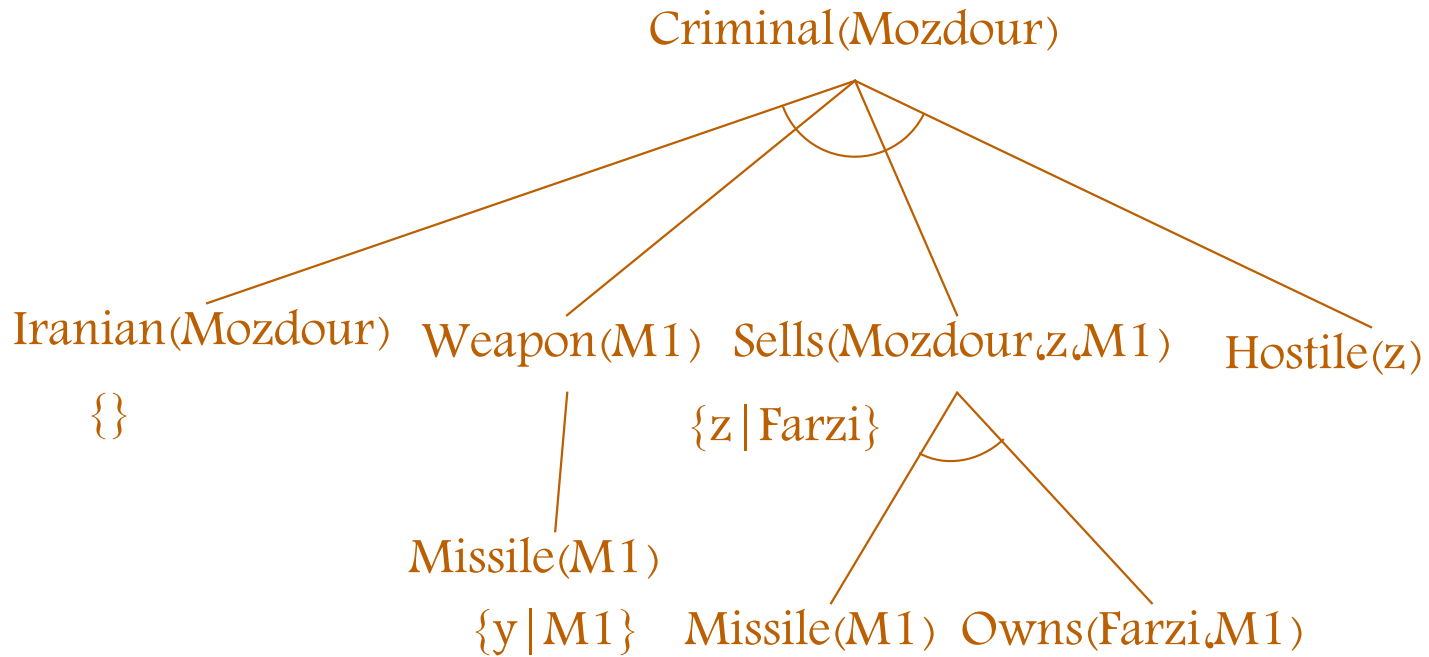 Criminal(Mozdour)
Iranian(Mozdour)
Weapon(M1)
Sells(Mozdour،z،M1)
Hostile(z)
{}
{z|Farzi}
Missile(M1)
{y|M1}
Missile(M1)
Owns(Farzi،M1)